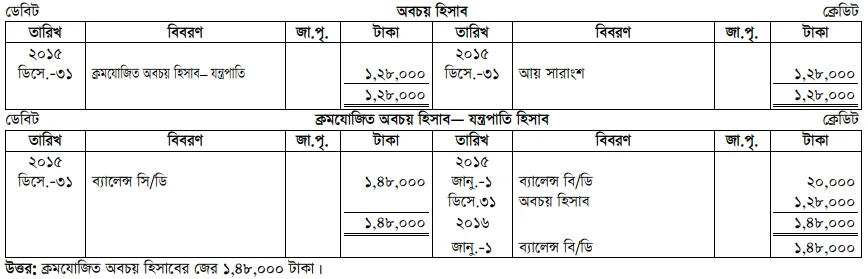 ডেবিট অবচয় হিসাব ক্রেডিট
তারিখ বিবরণ জা.পৃ. টাকা তারিখ বিবরণ জা.পৃ. টাকা
২০১৫ ২০১৫
ডিসে.-৩১ ক্রমযোজিত অবচয় হিসাব– যন্ত্রপাতি ১,২৮,০০০ ডিসে.-৩১ আয় সারাংশ ১,২৮,০০০
১,২৮,০০০ ১,২৮,০০০
ডেবিট ক্রমযোজিত অবচয় হিসাব— যন্ত্রপাতি হিসাব ক্রেডিট
তারিখ বিবরণ জা.পৃ. টাকা তারিখ বিবরণ জা.পৃ. টাকা
২০১৫ ২০১৫
ডিসে.-৩১ ব্যালেন্স সি/ডি ১,৪৮,০০০ জানু.-১ ব্যালেন্স বি/ডি ২০,০০০
ডিসে.৩১ অবচয় হিসাব ১,২৮,০০০
১,৪৮,০০০ ২০১৬ ১,৪৮,০০০
জানু.-১ ব্যালেন্স বি/ডি ১,৪৮,০০০
উত্তর: ক্রমযোজিত অবচয় হিসাবের জের ১,৪৮,০০০ টাকা।